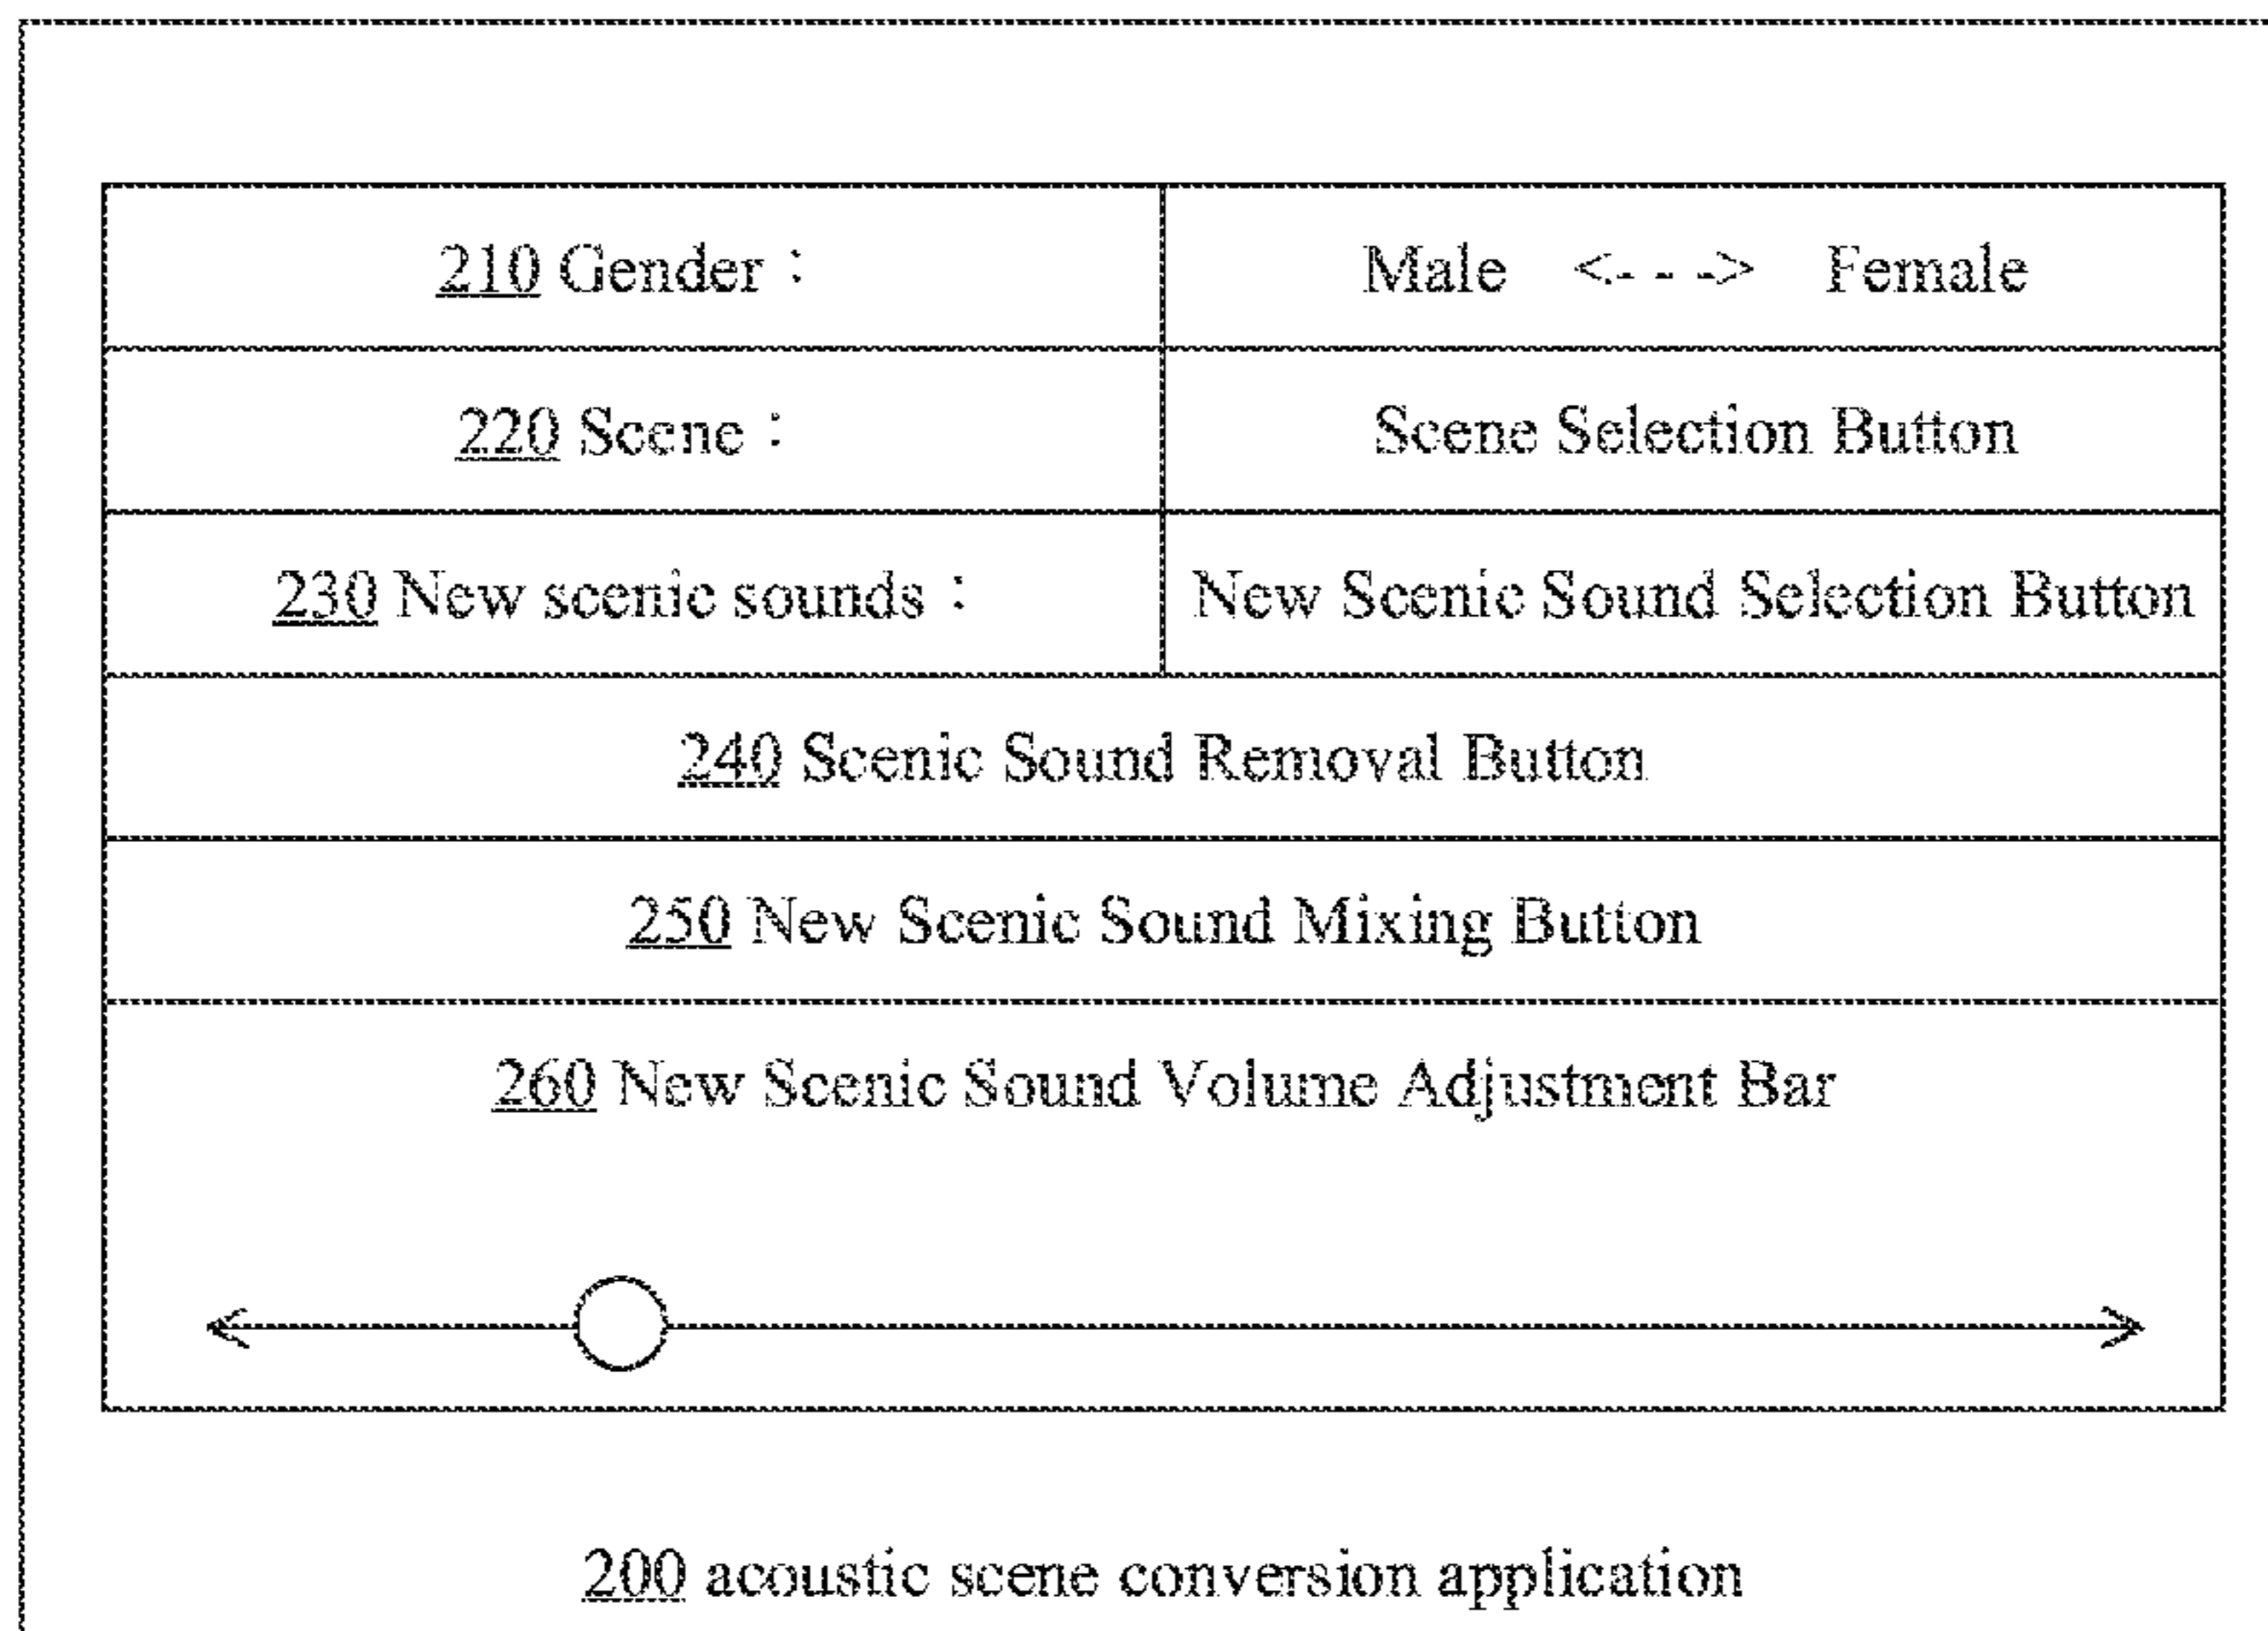 210 Gender： Male <- - -> Female
220 Scene： Scene Selection Button
230 New scenic sounds： New Scenic Sound Selection Button
240 Scenic Sound Removal Button
250 New Scenic Sound Mixing Button
260 New Scenic Sound Volume Adjustment Bar
200 acoustic scene conversion application